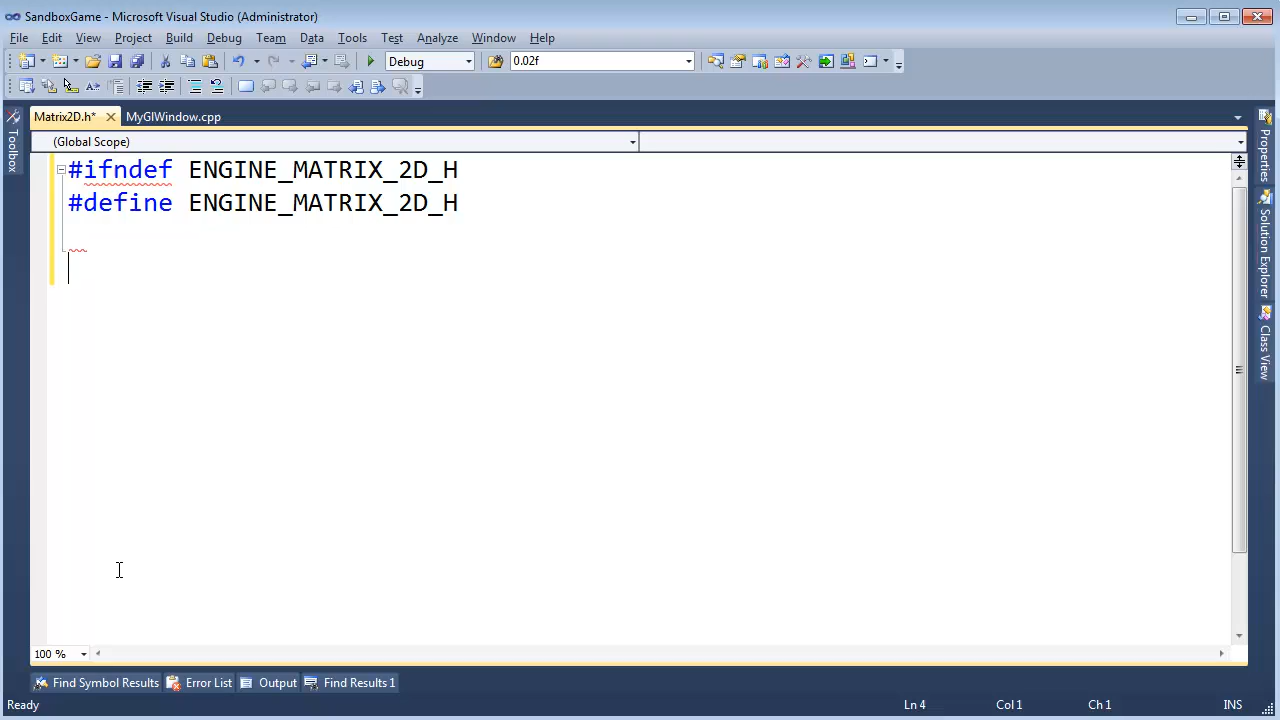 SandboxGame - Microsoft Visual Studio (Administrator)
File Edit View Project Build Debug Team Data Tools Test Analyze Window Help
Debug 0.02f
Matrix2D.h* MyGlWindow.cpp
(Global Scope)
#ifndef ENGINE_MATRIX_2D_H
#define ENGINE_MATRIX_2D_H
Toolbox
Properties
Solution Explorer
Class View
100 %
Find Symbol Results Error List Output Find Results 1
Ready Ln 4 Col 1 Ch 1 INS